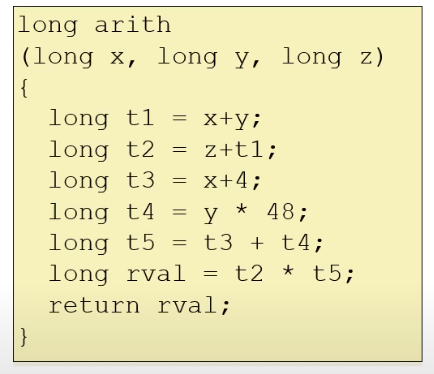 long arith
(long x, long y, long z)
{
  long t1 = x+y;
  long t2 = z+t1;
  long t3 = x+4;
  long t4 = y * 48;
  long t5 = t3 + t4;
  long rval = t2 * t5;
  return rval;
}